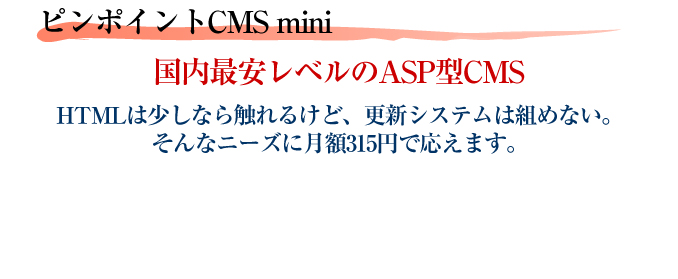 ピンポイントCMS mini
国内最安レベルのASP型CMS
HTMLは少しなら触れるけど、更新システムは組めない。
そんなニーズに月額315円で応えます。